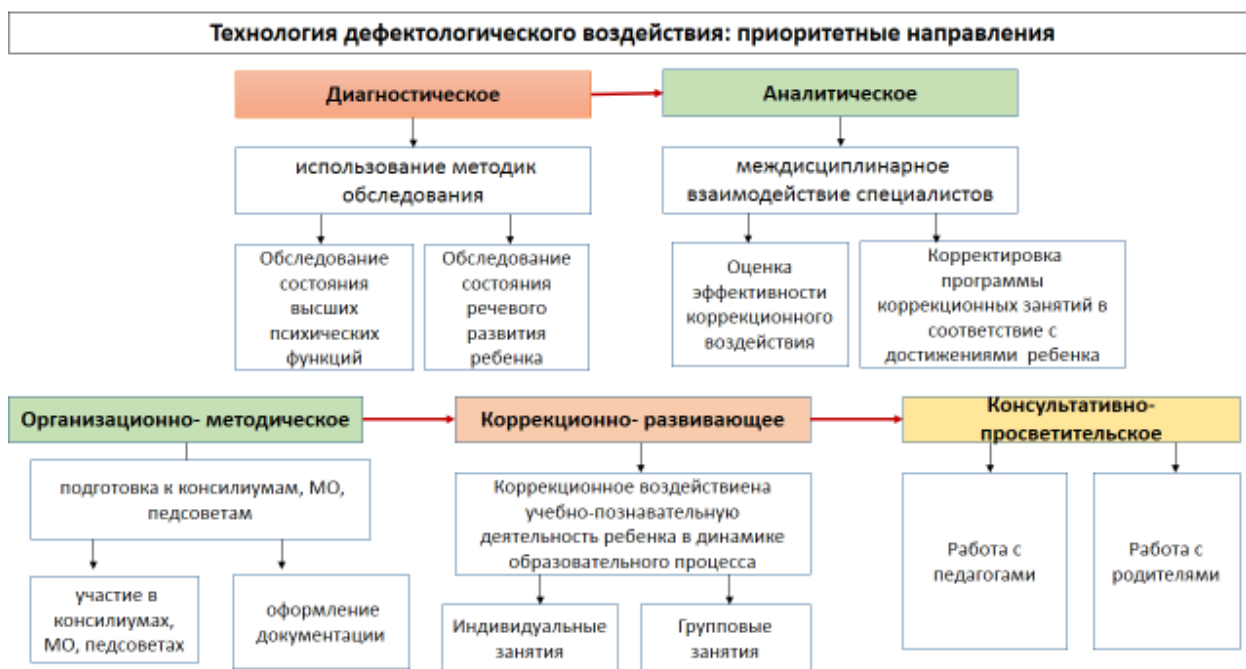 Технология дефектологического воздействия: приоритетные направления
Диагностическое
Аналитическое
использование методик
обследования
междисциплинарное
взаимодействие специалистов
Обследование
состояния
высших
психических
функций
Обследование
состояния
речевого
развития
ребенка
Оценка
эффективности
коррекционного
воздействия
Корректировка
программы
коррекционных занятий в
соответствие с
достижениями ребенка
Организационно- методическое
Коррекционно- развивающее
Консультативно-
просветительское
подготовка к консилиумам, МО,
педсоветам
Коррекционное воздействиена
учебно-познавательную
деятельность ребенка в динамике
образовательного процесса
Работа с
педагогами
Работа с
родителями
участие в
консилиумах,
МО, педсоветах
оформление
документации
Индивидуальные
занятия
Групповые
занятия